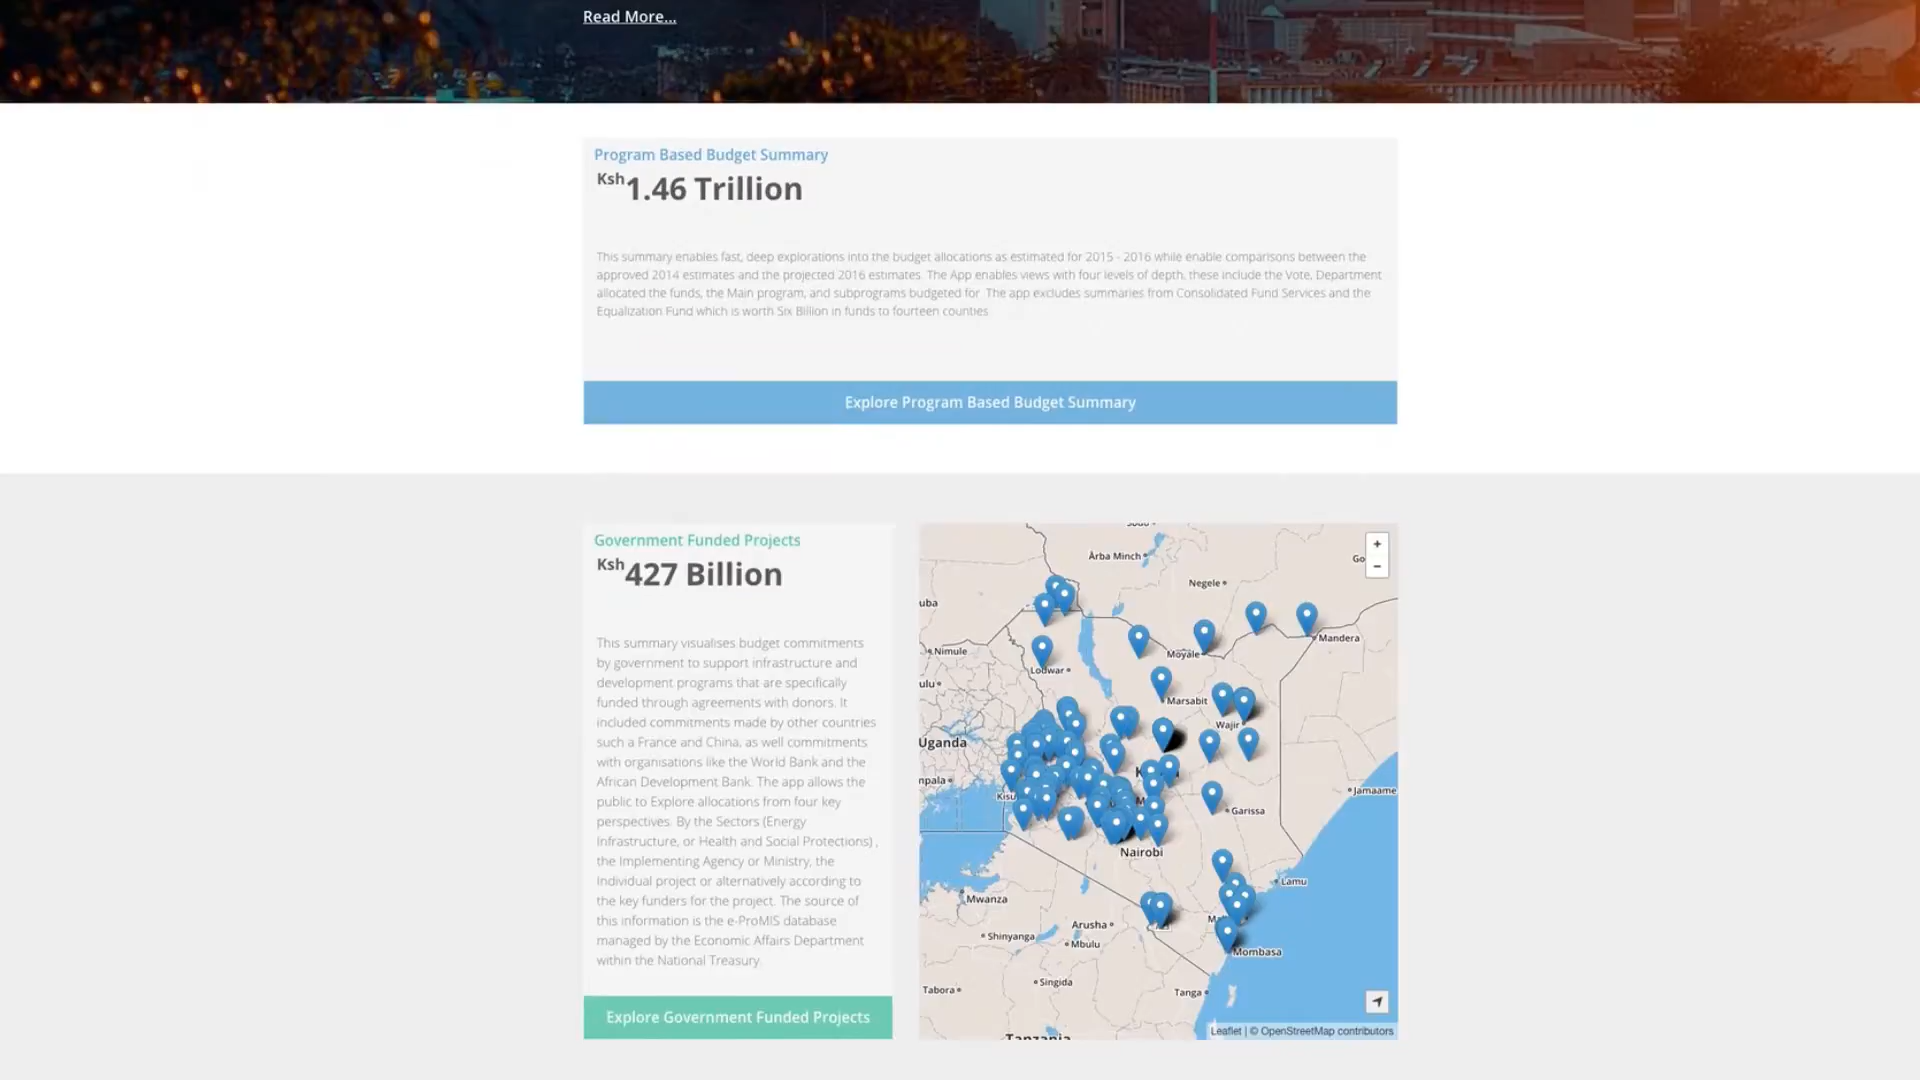 Read More...
Program Based Budget Summary
Ksh1.46 Trillion
This summary enables fast, deep explorations into the budget allocations as estimated for 2015 - 2016 while enable comparisons between the
approved 2014 estimates and the projected 2016 estimates. The App enables views with four levels of depth, these include the Vote, Department
allocated the funds, the Main program, and subprograms budgeted for. The app excludes summaries from Consolidated Fund Services and the
Equalization Fund which is worth Six Billion in funds to fourteen counties
Explore Program Based Budget Summary
Government Funded Projects
Ksh427 Billion
This summary visualises budget commitments
by government to support infrastructure and
development programs that are specifically
funded through agreements with donors. It
included commitments made by other countries
such a France and China, as well commitments
with organisations like the World Bank and the
African Development Bank. The app allows the
public to Explore allocations from four key
perspectives. By the Sectors (Energy
Infrastructure, or Health and Social Protections) ,
the Implementing Agency or Ministry, the
Individual project or alternatively according to
the key funders for the project. The source of
this information is the e-ProMIS database
managed by the Economic Affairs Department
within the National Treasury.
Explore Government Funded Projects
Arba Minch
Go
+
-
Negele
uba
Mandera
Nimule
Moyale
Lodwar
ulu
Marsabit
Wajir
Uganda
mpala
Kisu
Jamaame
Garissa
Nairobi
Lamu
Mwanza
Arusha
Shinyanga
Mbulu
Mombasa
Singida
Tabora
Tanga
Tanzania
Leaflet | © OpenStreetMap contributors